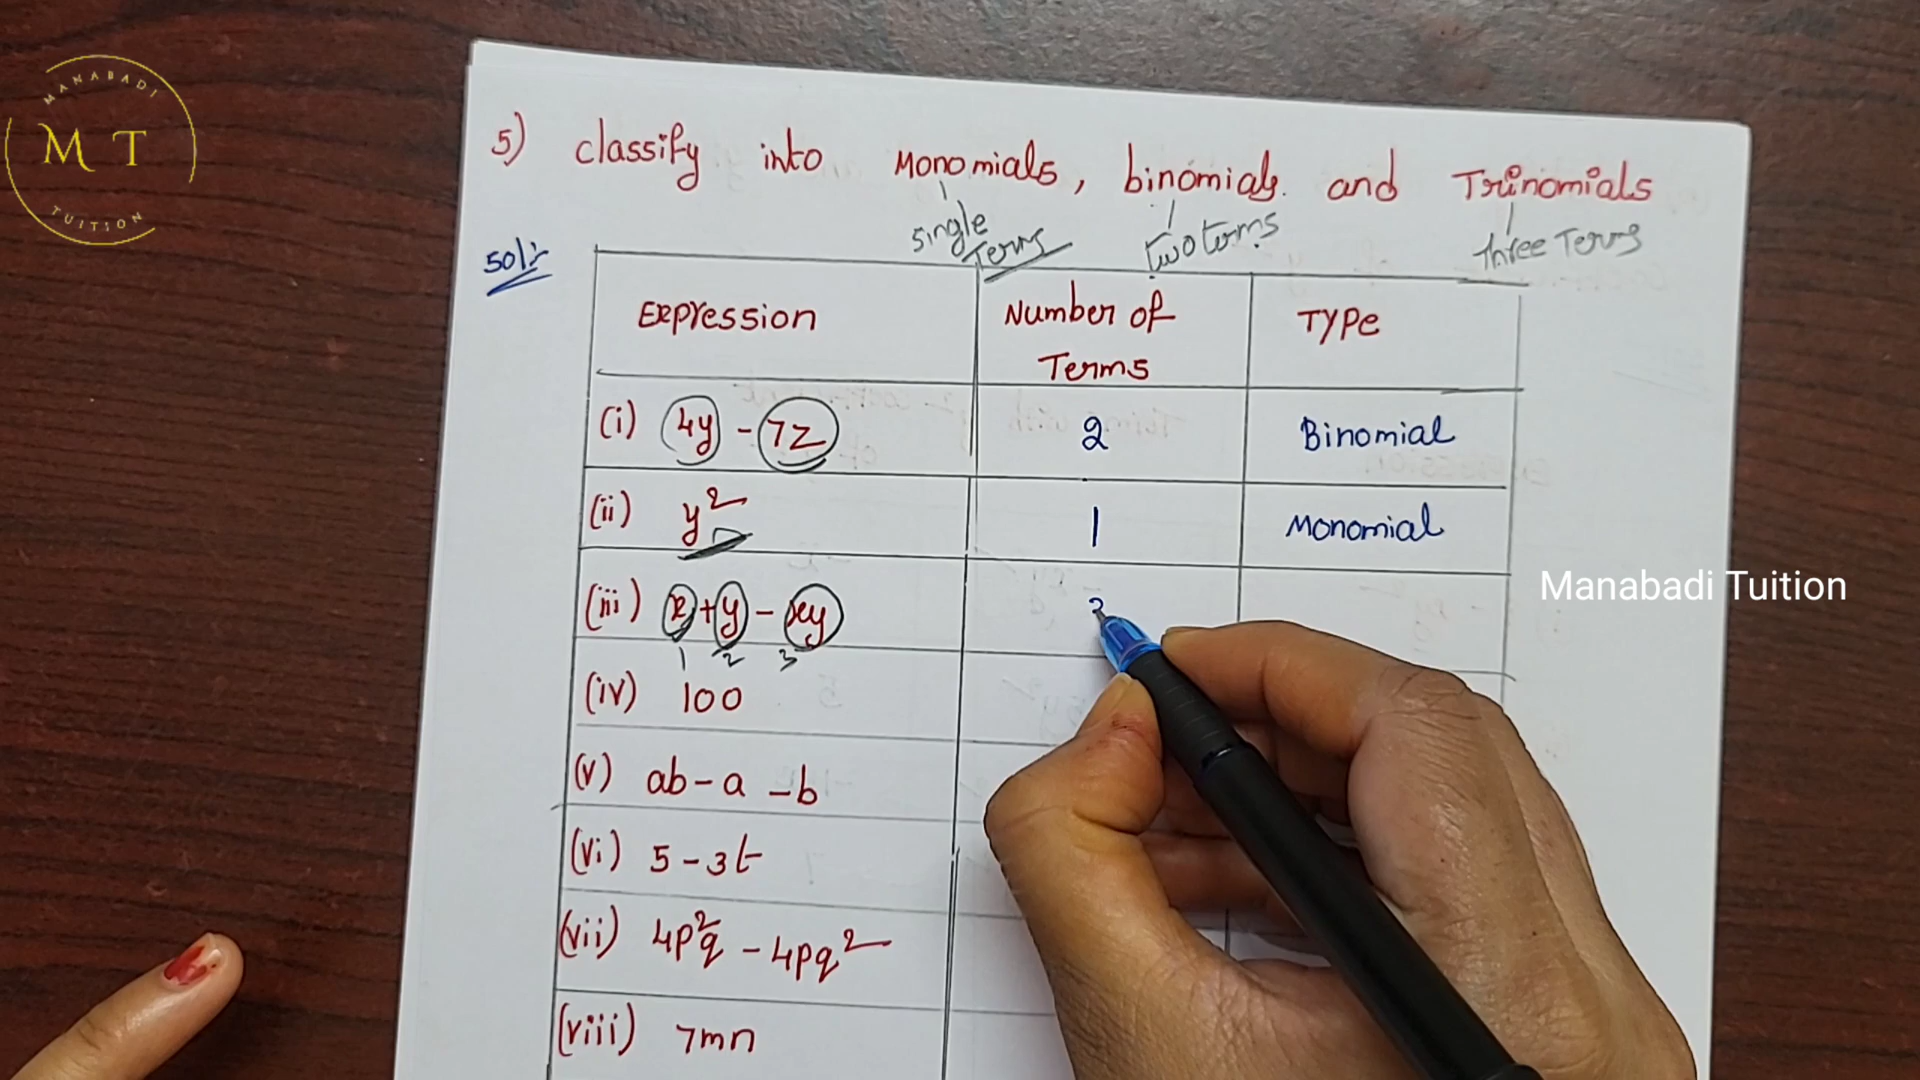 MANABADI
M T
TUITION
5) classify into Monomials, binomials. and Trinomials
single Terms two terms three Terms
Sol:-
Expression Number of Terms Type
(i) 4y - 7z 2 Binomial
(ii) y² 1 Monomial
(iii) x + y - xy
1 2 3
(iv) 100
(v) ab - a - b
(vi) 5 - 3t
(vii) 4p²q - 4pq²
(viii) 7mn
Manabadi Tuition